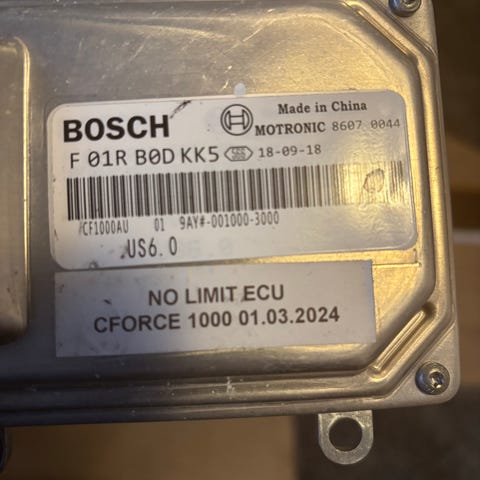 Made in China
BOSCH
MOTRONIC 8607 0044
F 01R B0D KK5 18-09-18
CF1000AU 01 9AY#-001000-3000
US6.0
NO LIMIT ECU
CFORCE 1000 01.03.2024